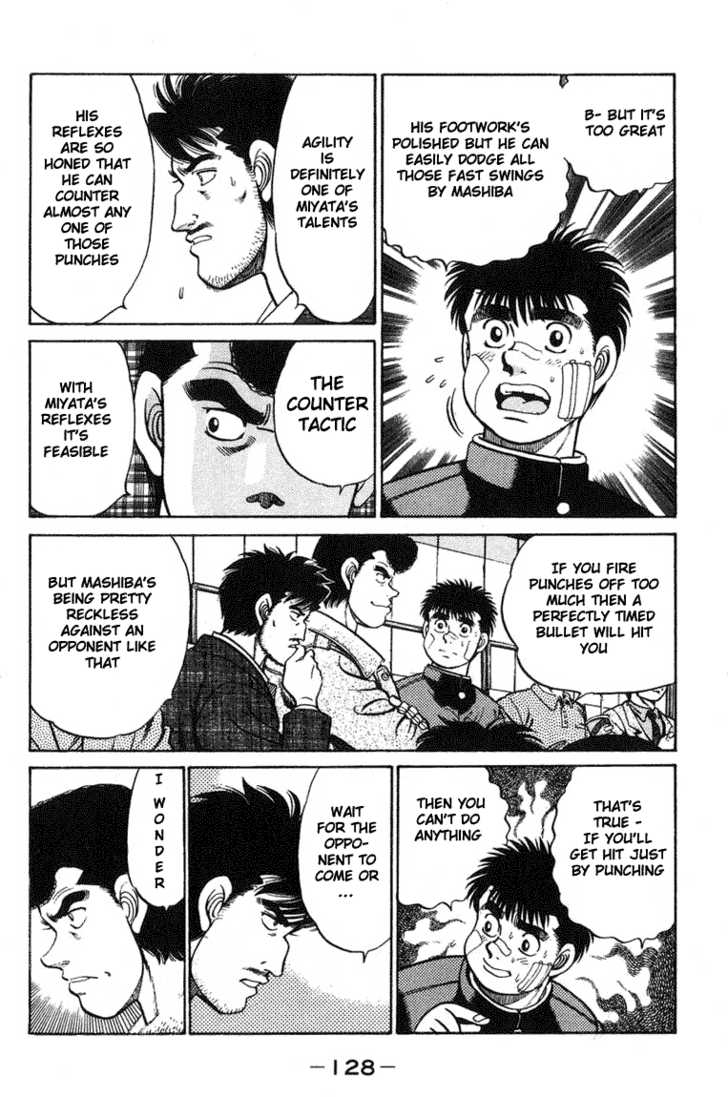 B- BUT IT'S
TOO GREAT
HIS FOOTWORK'S
POLISHED BUT HE CAN
EASILY DODGE ALL
THOSE FAST SWINGS
BY MASHIBA
AGILITY
IS
DEFINITELY
ONE OF
MIYATA'S
TALENTS
HIS
REFLEXES
ARE SO
HONED THAT
HE CAN
COUNTER
ALMOST ANY
ONE OF
THOSE
PUNCHES
THE
COUNTER
TACTIC
WITH
MIYATA'S
REFLEXES
IT'S
FEASIBLE
IF YOU FIRE
PUNCHES OFF TOO
MUCH THEN A
PERFECTLY TIMED
BULLET WILL HIT
YOU
BUT MASHIBA'S
BEING PRETTY
RECKLESS
AGAINST AN
OPPONENT LIKE
THAT
THAT'S
TRUE -
IF YOU'LL
GET HIT JUST
BY PUNCHING
THEN YOU
CAN'T DO
ANYTHING
WAIT
FOR THE
OPPO-
NENT TO
COME OR
...
I
W
O
N
D
E
R
- 128 -